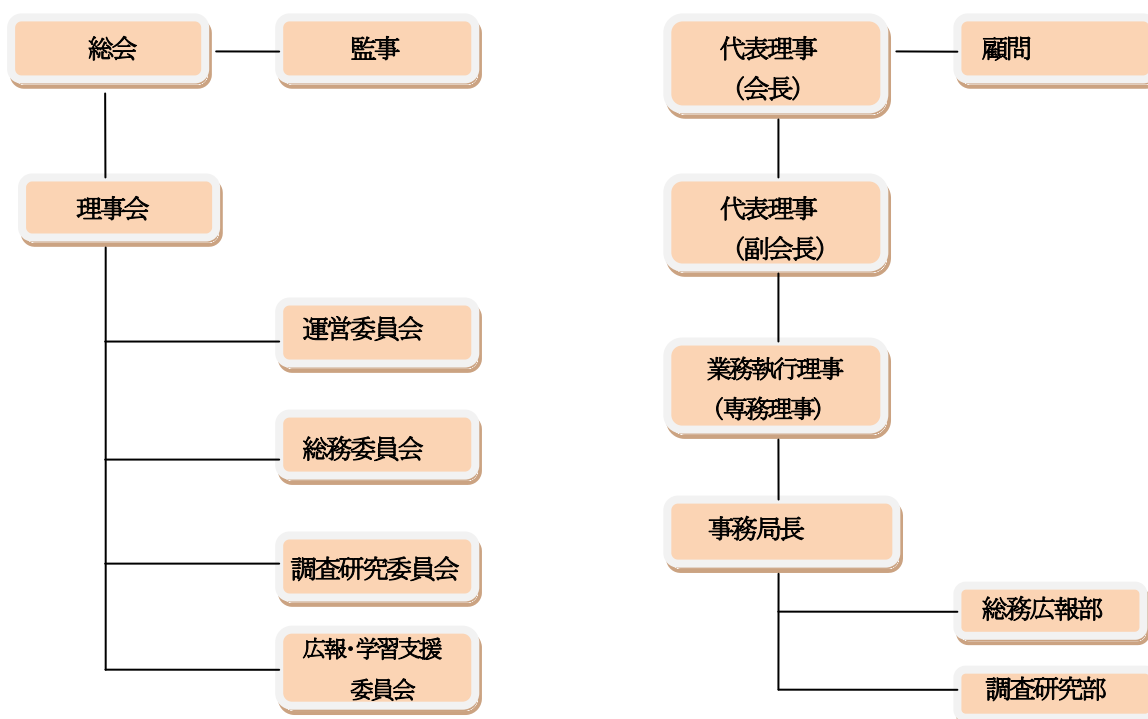 総会
監事
理事会
運営委員会
総務委員会
調査研究委員会
広報・学習支援
委員会
代表理事
（会長）
顧問
代表理事
（副会長）
業務執行理事
（専務理事）
事務局長
総務広報部
調査研究部